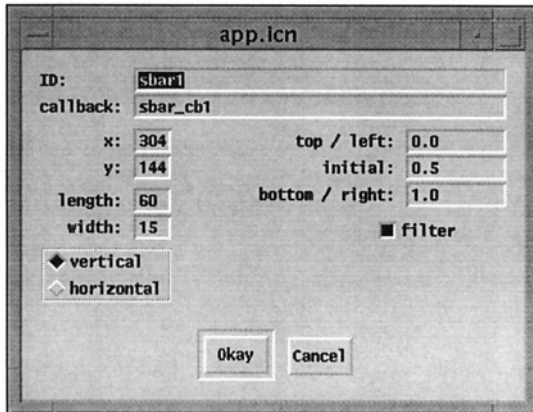 app.icn
ID: sbar1
callback: sbar_cb1
x: 304
y: 144
length: 60
width: 15
top / left: 0.0
initial: 0.5
bottom / right: 1.0
filter
vertical
horizontal
Okay
Cancel